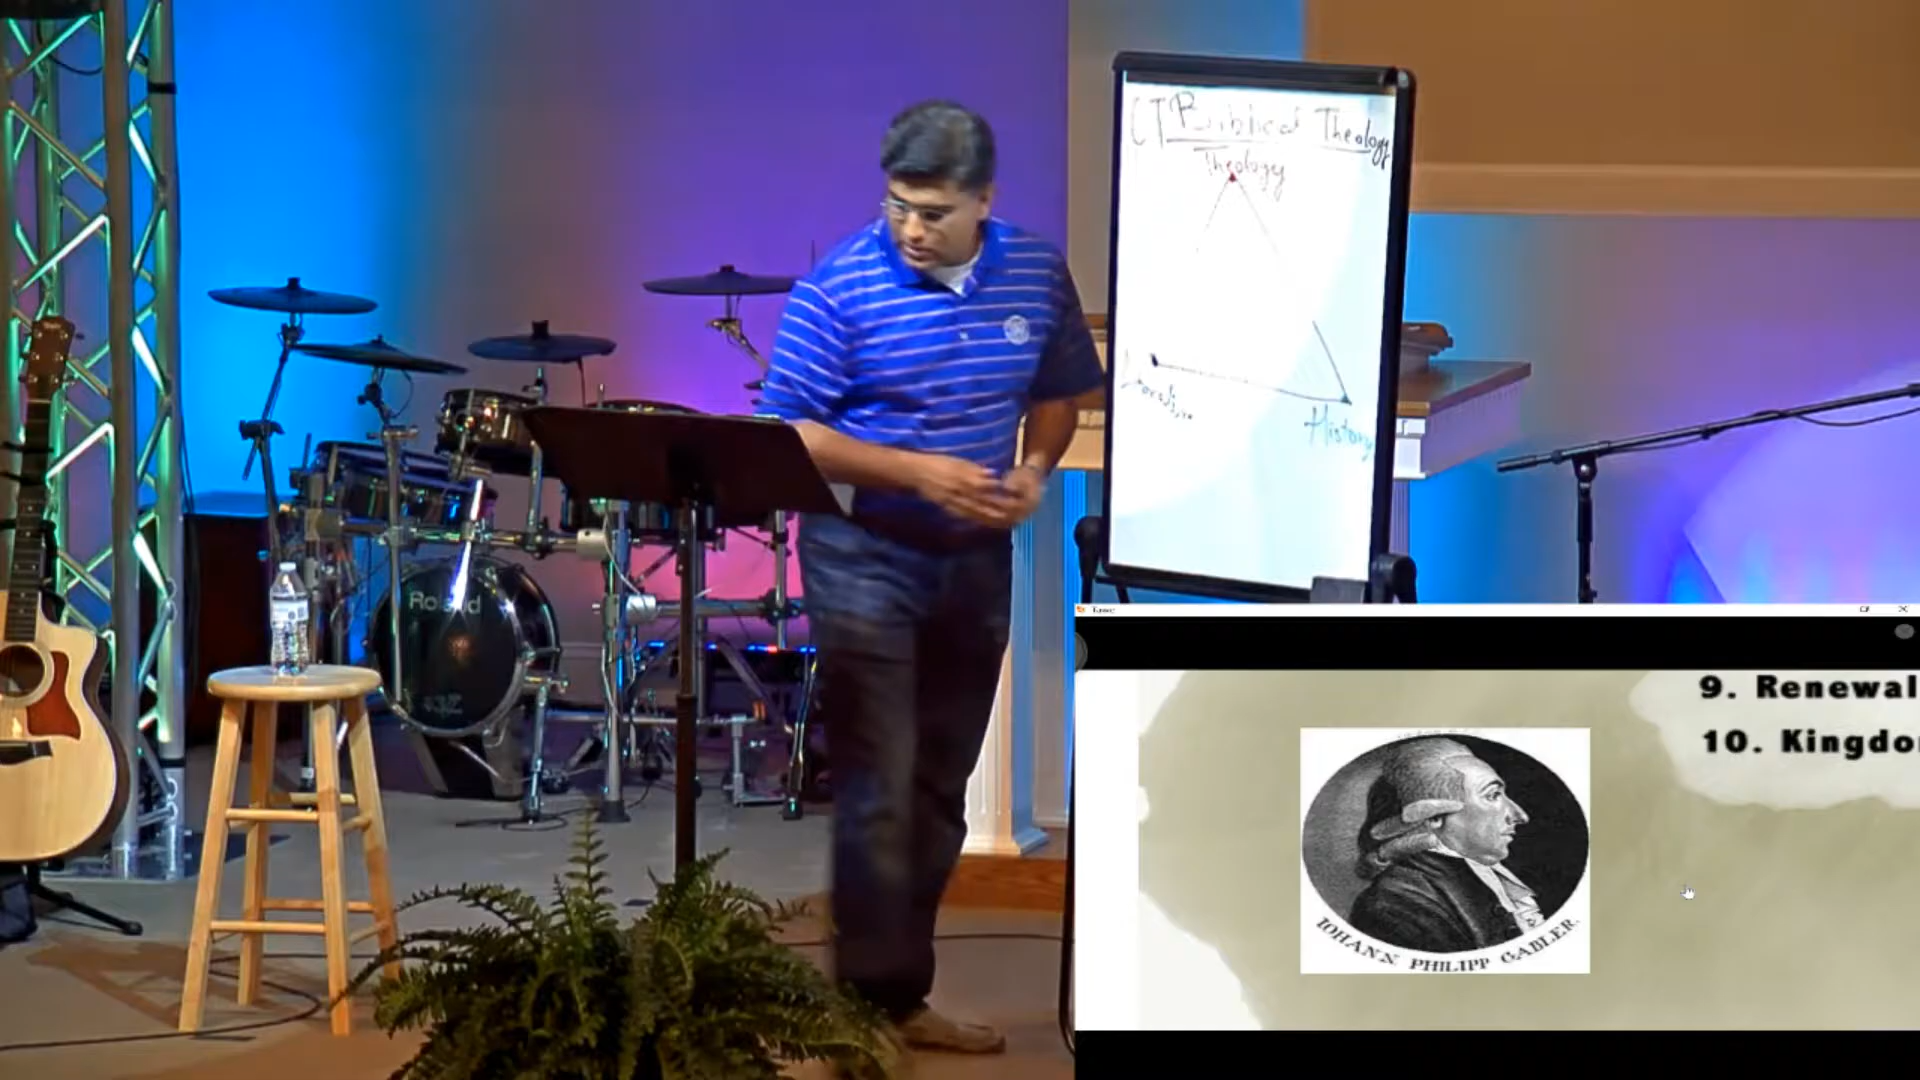 Biblical Theology
Theology
History
Roland
9. Renewal
10. Kingdo
IOHANN PHILIPP GABLER.